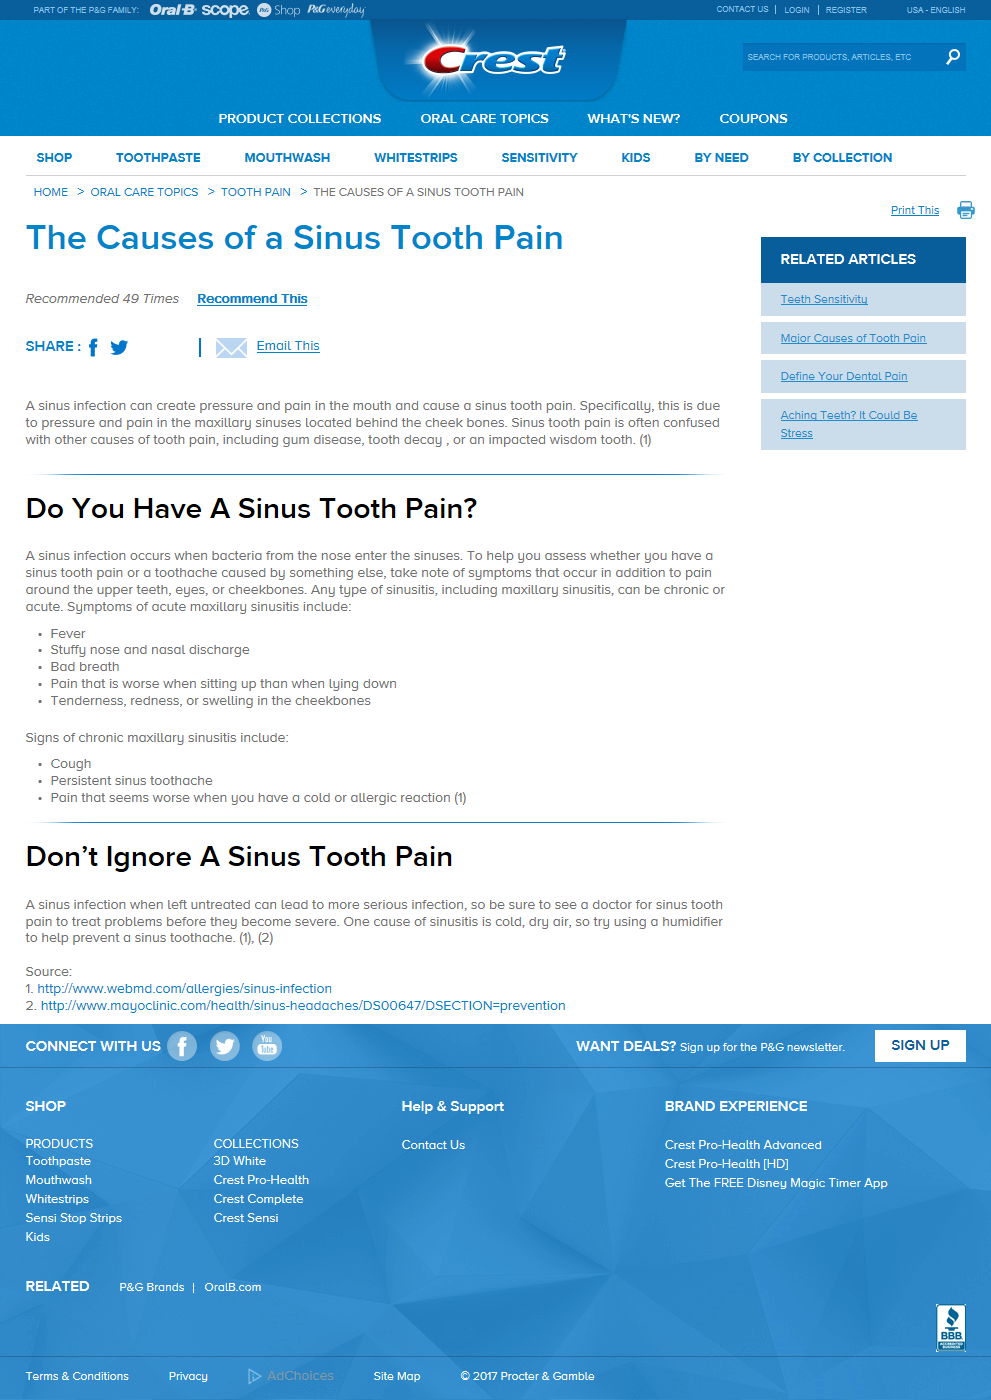 PART OF THE P&G FAMILY: Oral-B scope P&G Shop P&G everyday
CONTACT US | LOGIN | REGISTER USA - ENGLISH
Crest
SEARCH FOR PRODUCTS, ARTICLES, ETC
PRODUCT COLLECTIONS ORAL CARE TOPICS WHAT'S NEW? COUPONS
SHOP TOOTHPASTE MOUTHWASH WHITESTRIPS SENSITIVITY KIDS BY NEED BY COLLECTION
HOME > ORAL CARE TOPICS > TOOTH PAIN > THE CAUSES OF A SINUS TOOTH PAIN
Print This
The Causes of a Sinus Tooth Pain
Recommended 49 Times Recommend This
SHARE : | Email This
RELATED ARTICLES
Teeth Sensitivity
Major Causes of Tooth Pain
Define Your Dental Pain
Aching Teeth? It Could Be
Stress
A sinus infection can create pressure and pain in the mouth and cause a sinus tooth pain. Specifically, this is due
to pressure and pain in the maxillary sinuses located behind the cheek bones. Sinus tooth pain is often confused
with other causes of tooth pain, including gum disease, tooth decay , or an impacted wisdom tooth. (1)
Do You Have A Sinus Tooth Pain?
A sinus infection occurs when bacteria from the nose enter the sinuses. To help you assess whether you have a
sinus tooth pain or a toothache caused by something else, take note of symptoms that occur in addition to pain
around the upper teeth, eyes, or cheekbones. Any type of sinusitis, including maxillary sinusitis, can be chronic or
acute. Symptoms of acute maxillary sinusitis include:
• Fever
• Stuffy nose and nasal discharge
• Bad breath
• Pain that is worse when sitting up than when lying down
• Tenderness, redness, or swelling in the cheekbones
Signs of chronic maxillary sinusitis include:
• Cough
• Persistent sinus toothache
• Pain that seems worse when you have a cold or allergic reaction (1)
Don't Ignore A Sinus Tooth Pain
A sinus infection when left untreated can lead to more serious infection, so be sure to see a doctor for sinus tooth
pain to treat problems before they become severe. One cause of sinusitis is cold, dry air, so try using a humidifier
to help prevent a sinus toothache. (1), (2)
Source:
1. http://www.webmd.com/allergies/sinus-infection
2. http://www.mayoclinic.com/health/sinus-headaches/DS00647/DSECTION=prevention
CONNECT WITH US You Tube WANT DEALS? Sign up for the P&G newsletter. SIGN UP
SHOP
PRODUCTS
Toothpaste
Mouthwash
Whitestrips
Sensi Stop Strips
Kids
COLLECTIONS
3D White
Crest Pro-Health
Crest Complete
Crest Sensi
Help & Support
Contact Us
BRAND EXPERIENCE
Crest Pro-Health Advanced
Crest Pro-Health [HD]
Get The FREE Disney Magic Timer App
RELATED P&G Brands | OralB.com
BBB.
ACCREDITED
BUSINESS
Terms & Conditions Privacy AdChoices Site Map © 2017 Procter & Gamble